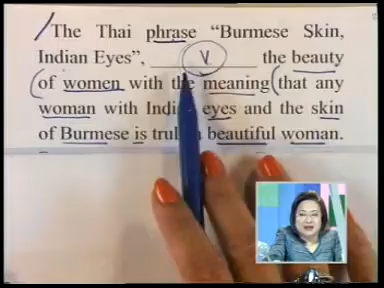 The Thai phrase “Burmese Skin,
Indian Eyes”, __________ V the beauty
of women with the meaning (that any
woman with Indian eyes and the skin
of Burmese is truly beautiful woman.